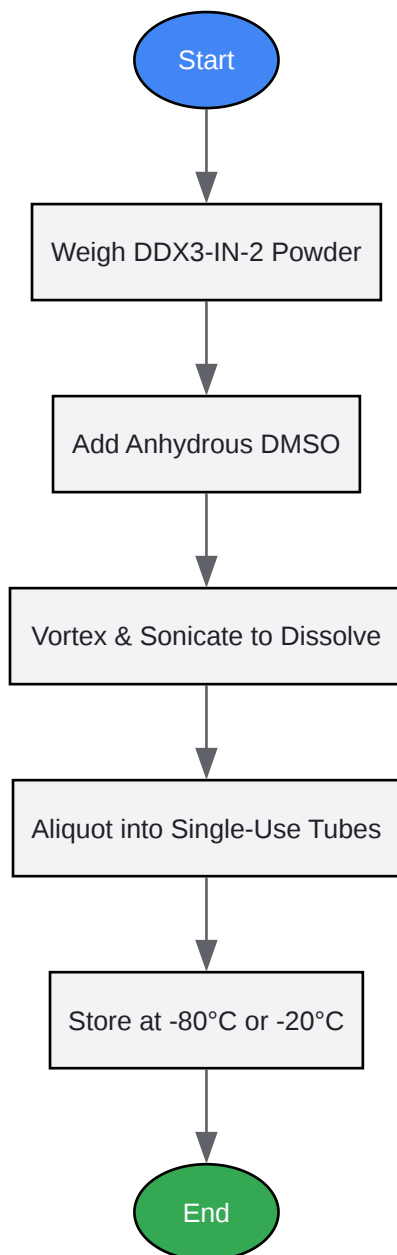 Start
Weigh DDX3-IN-2 Powder
Add Anhydrous DMSO
Vortex & Sonicate to Dissolve
Aliquot into Single-Use Tubes
Store at -80°C or -20°C
End